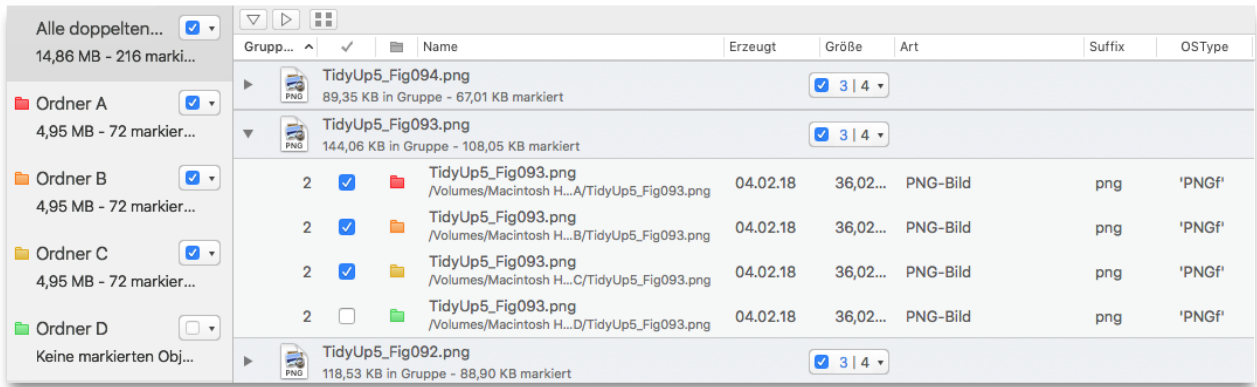 Alle doppelten...
14,86 MB - 216 marki...
Ordner A
4,95 MB - 72 markier...
Ordner B
4,95 MB - 72 markier...
Ordner C
4,95 MB - 72 markier...
Ordner D
Keine markierten Obj...
Grupp... Name Erzeugt Größe Art Suffix OSType
TidyUp5_Fig094.png
PNG 89,35 KB in Gruppe - 67,01 KB markiert 3 | 4
TidyUp5_Fig093.png
PNG 144,06 KB in Gruppe - 108,05 KB markiert 3 | 4
TidyUp5_Fig093.png
2 04.02.18 36,02... PNG-Bild png 'PNGf'
/Volumes/Macintosh H...A/TidyUp5_Fig093.png
TidyUp5_Fig093.png
2 04.02.18 36,02... PNG-Bild png 'PNGf'
/Volumes/Macintosh H...B/TidyUp5_Fig093.png
TidyUp5_Fig093.png
2 04.02.18 36,02... PNG-Bild png 'PNGf'
/Volumes/Macintosh H...C/TidyUp5_Fig093.png
TidyUp5_Fig093.png
2 04.02.18 36,02... PNG-Bild png 'PNGf'
/Volumes/Macintosh H...D/TidyUp5_Fig093.png
TidyUp5_Fig092.png
PNG 118,53 KB in Gruppe - 88,90 KB markiert 3 | 4